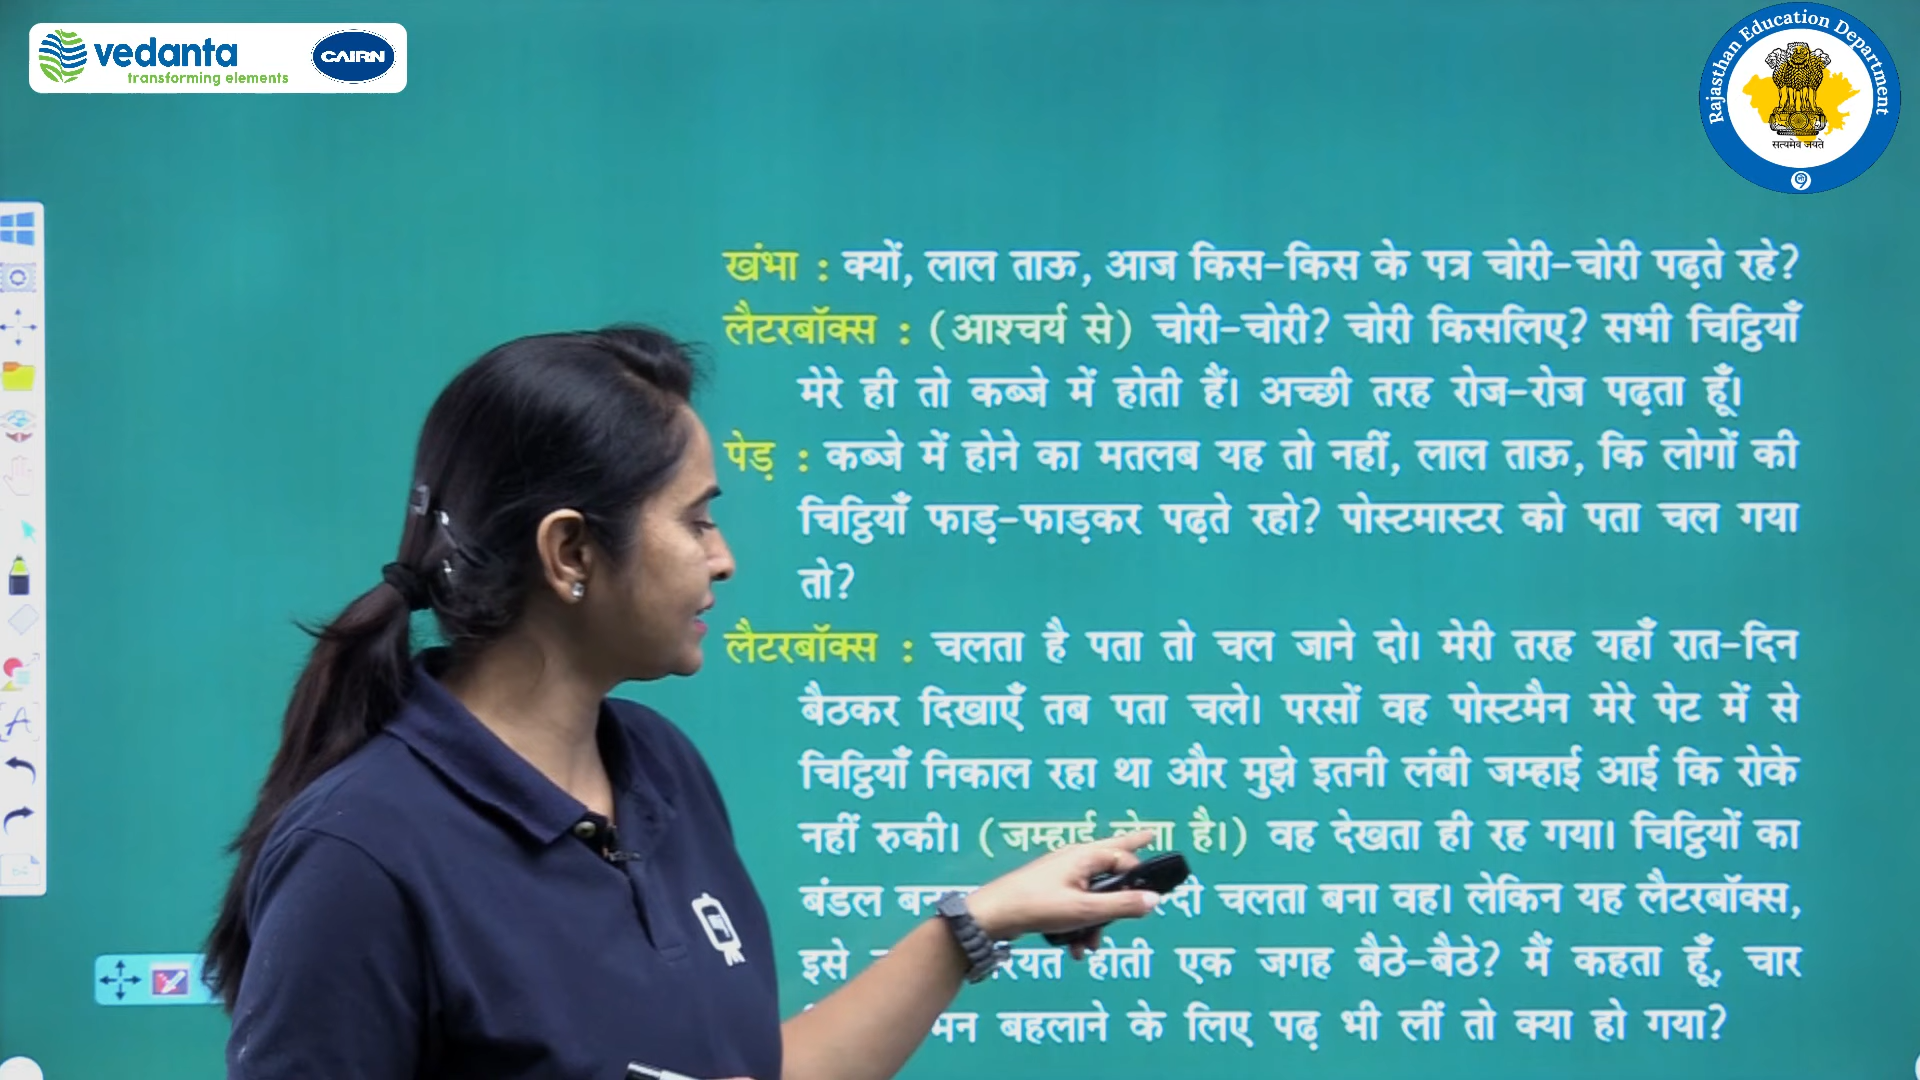 vedanta
transforming elements
CAIRN
Rajasthan Education Department
सत्यमेव जयते
खंभा : क्यों, लाल ताऊ, आज किस-किस के पत्र चोरी-चोरी पढ़ते रहे?
लैटरबॉक्स : (आश्चर्य से) चोरी-चोरी? चोरी किसलिए? सभी चिट्ठियाँ
मेरे ही तो कब्जे में होती हैं। अच्छी तरह रोज-रोज पढ़ता हूँ।
पेड़ : कब्जे में होने का मतलब यह तो नहीं, लाल ताऊ, कि लोगों की
चिट्ठियाँ फाड़-फाड़कर पढ़ते रहो? पोस्टमास्टर को पता चल गया
तो?
लैटरबॉक्स : चलता है पता तो चल जाने दो। मेरी तरह यहाँ रात-दिन
बैठकर दिखाएँ तब पता चले। परसों वह पोस्टमैन मेरे पेट में से
चिट्ठियाँ निकाल रहा था और मुझे इतनी लंबी जम्हाई आई कि रोके
नहीं रुकी। (जम्हाई लेता है।) वह देखता ही रह गया। चिट्ठियों का
बंडल चलता बना वह। लेकिन यह लैटरबॉक्स,
इसे होती एक जगह बैठे-बैठे? मैं कहता हूँ, चार
मन बहलाने के लिए पढ़ भी लीं तो क्या हो गया?